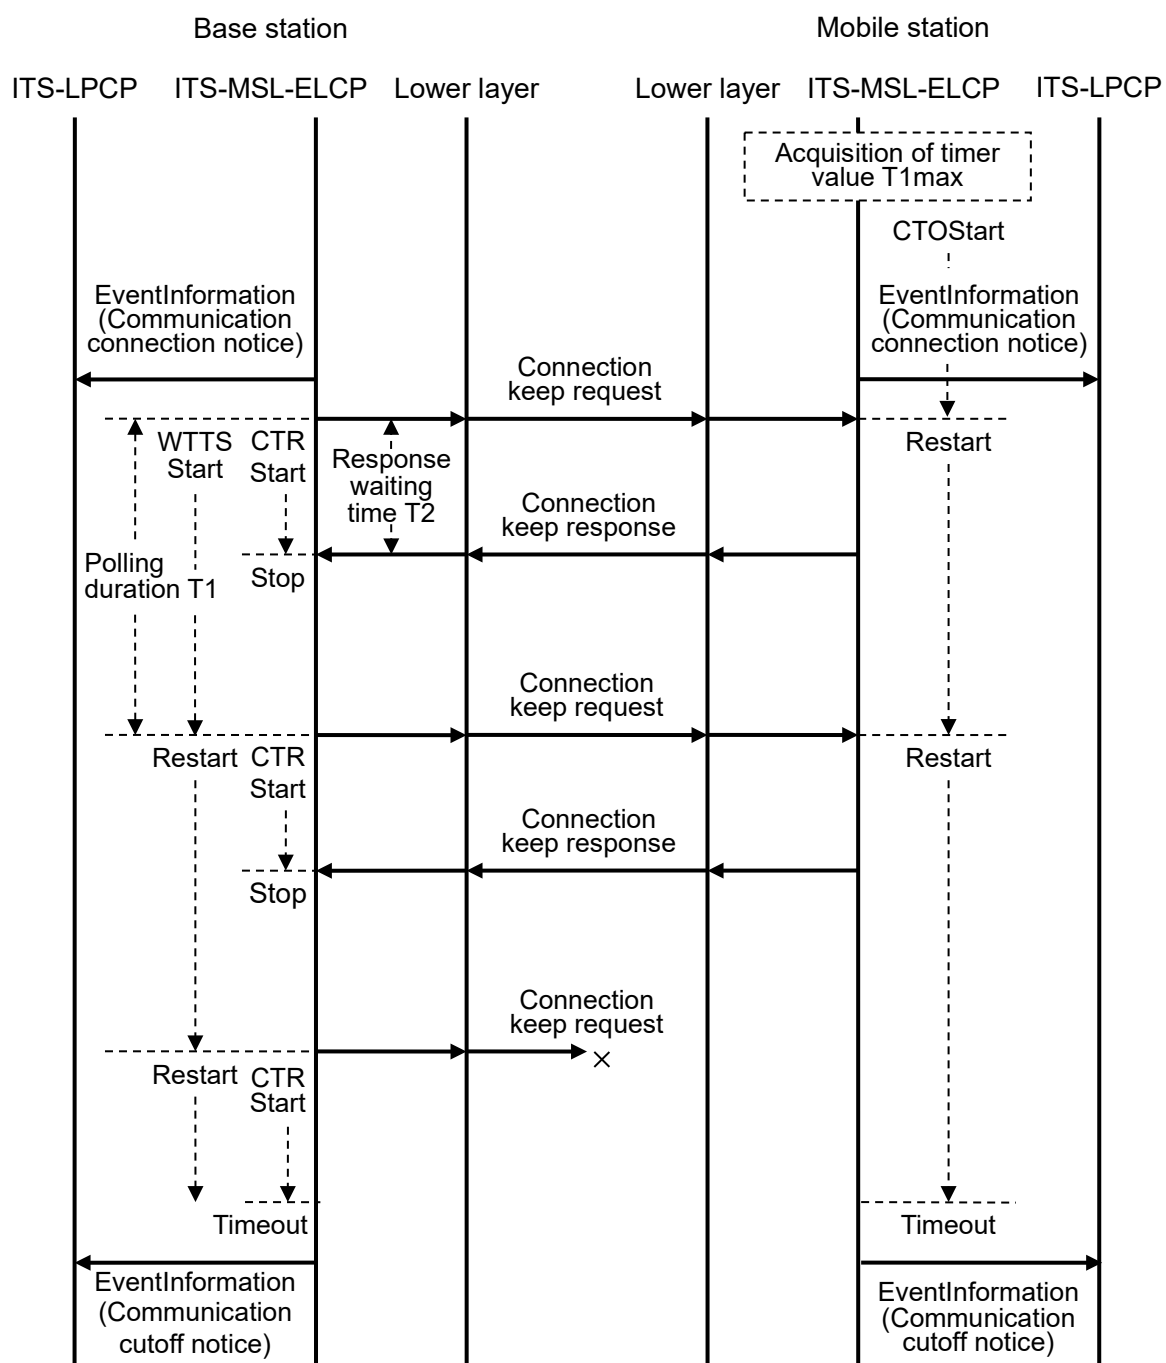 Base station
Mobile station
ITS-LPCP
ITS-MSL-ELCP
Lower layer
Lower layer
ITS-MSL-ELCP
ITS-LPCP
Acquisition of timer
value T1max
CTOStart
EventInformation
(Communication
connection notice)
EventInformation
(Communication
connection notice)
Connection
keep request
WTTS
Start
CTR
Start
Response
waiting
time T2
Restart
Connection
keep response
Polling
duration T1
Stop
Connection
keep request
Restart
CTR
Start
Restart
Connection
keep response
Stop
Connection
keep request
×
Restart
CTR
Start
Timeout
Timeout
EventInformation
(Communication
cutoff notice)
EventInformation
(Communication
cutoff notice)